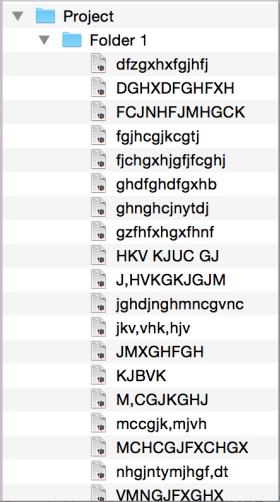 Project
Folder 1
dfzgxhxfgjhfj
DGHXDFGHFXH
FCJNHFJMHGCK
fgjhcgjkcgtj
fjchgxhjgfjfcghj
ghdfghdfgxhb
ghnghcjnytdj
gzfhfxhgxfhnf
HKV KJUC GJ
J,HVKGKJGJM
jghdjnghmncgvnc
jkv,vhk,hjv
JMXGHFGH
KJBVK
M,CGJKGHJ
mccgjk,mjvh
MCHCGJFXCHGX
nhgjntymjhgf,dt
VMNGJFXGHX